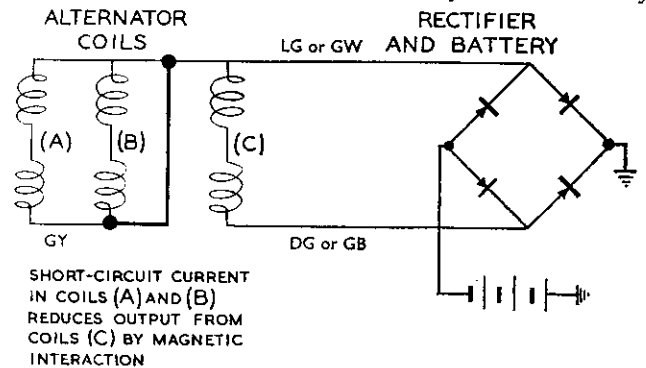 ALTERNATOR
COILS
RECTIFIER
AND BATTERY
LG or GW
(A)
(B)
(C)
GY
DG or GB
SHORT-CIRCUIT CURRENT
IN COILS (A) AND (B)
REDUCES OUTPUT FROM
COILS (C) BY MAGNETIC
INTERACTION